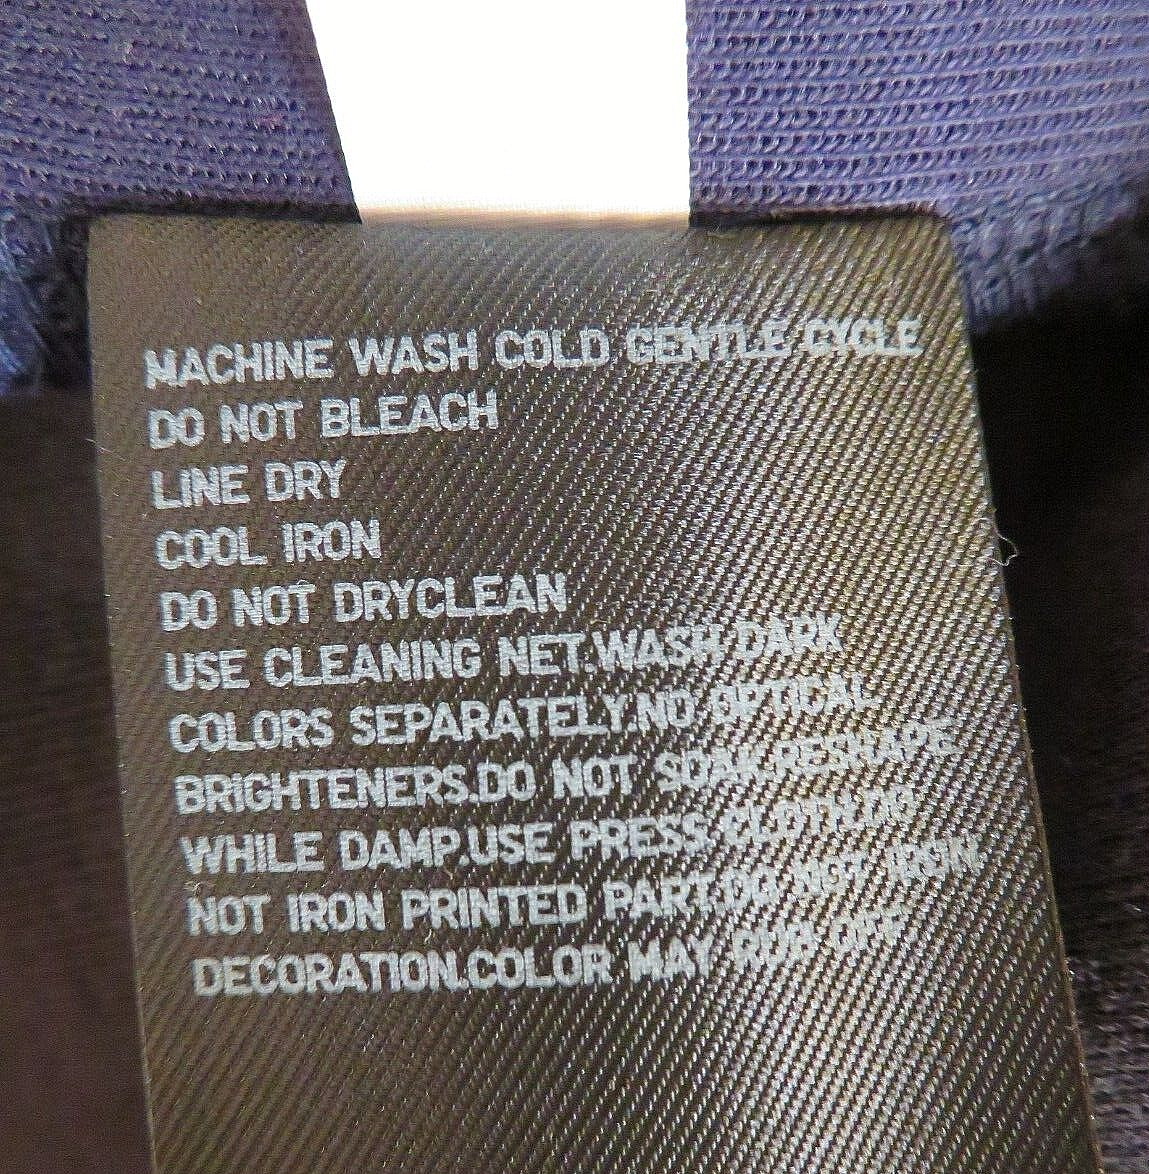 MACHINE WASH COLD GENTLE CYCLE
DO NOT BLEACH
LINE DRY
COOL IRON
DO NOT DRYCLEAN
USE CLEANING NET.WASH DARK
COLORS SEPARATELY.NO OPTICAL
BRIGHTENERS.DO NOT SOAK.RESHAPE
WHILE DAMP.USE PRESS CLOTH.DO
NOT IRON PRINTED PART.DO NOT IRON
DECORATION.COLOR MAY RUB OFF.